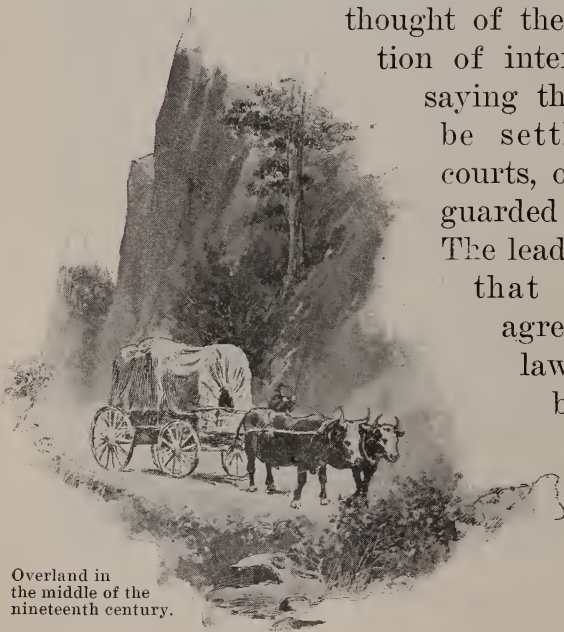 thought of the
tion of inter
saying th
be settl
courts, o
guarded
The lead
that
agre
law
b
Overland in
the middle of the
nineteenth century.